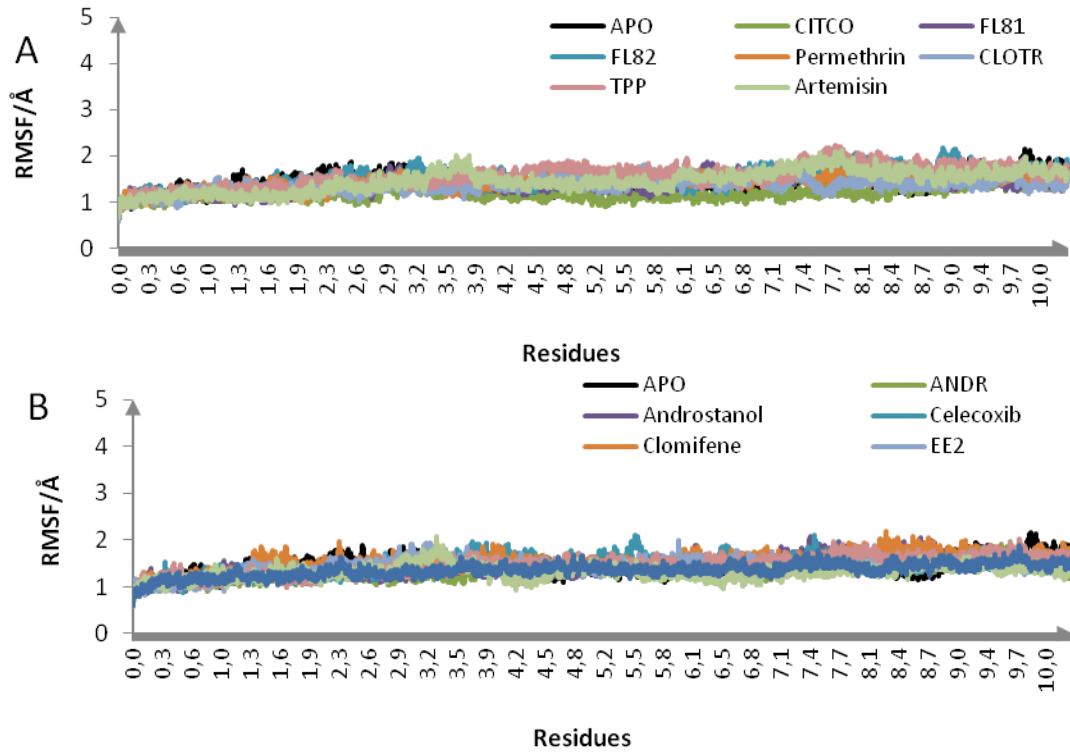 A
5
4
3
2
1
0
RMSF/Å
APO CITCO FL81
FL82 Permethrin CLOTR
TPP Artemisin
0,0 0,3 0,6 1,0 1,3 1,6 1,9 2,3 2,6 2,9 3,2 3,5 3,9 4,2 4,5 4,8 5,2 5,5 5,8 6,1 6,5 6,8 7,1 7,4 7,7 8,1 8,4 8,7 9,0 9,4 9,7 10,0
Residues
B
5
4
3
2
1
0
RMSF/Å
APO ANDR
Androstanol Celecoxib
Clomifene EE2
0,0 0,3 0,6 1,0 1,3 1,6 1,9 2,3 2,6 2,9 3,2 3,5 3,9 4,2 4,5 4,8 5,2 5,5 5,8 6,1 6,5 6,8 7,1 7,4 7,7 8,1 8,4 8,7 9,0 9,4 9,7 10,0
Residues